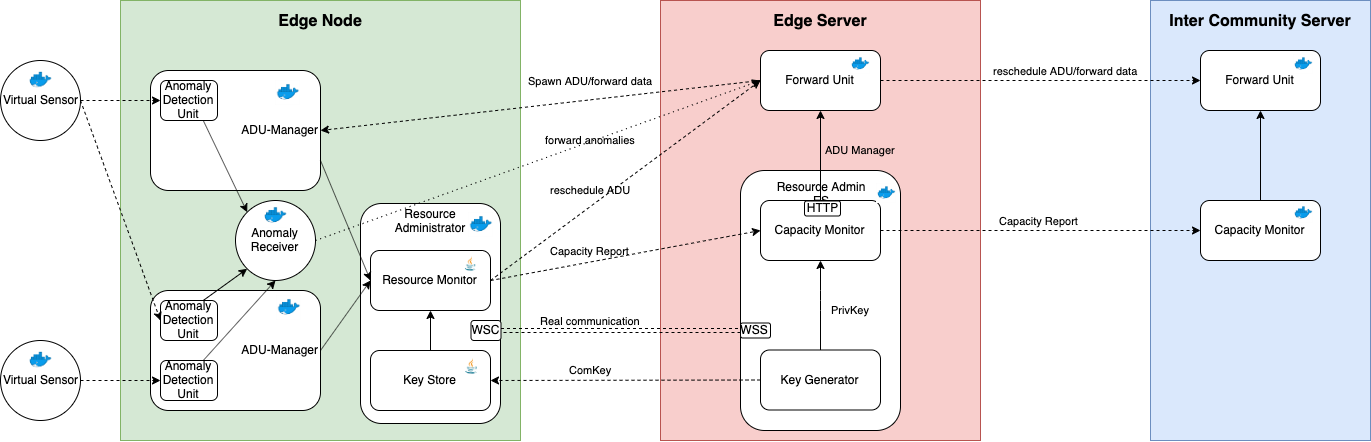 Edge Node
Edge Server
Inter Community Server
Virtual Sensor
Anomaly
Detection
Unit
ADU-Manager
Spawn ADU/forward data
Forward Unit
reschedule ADU/forward data
Forward Unit
forward anomalies
ADU Manager
reschedule ADU
Anomaly
Receiver
Resource
Administrator
Resource Admin
HTTP
Capacity Monitor
Capacity Report
Capacity Monitor
Capacity Report
Resource Monitor
Anomaly
Detection
Unit
ADU-Manager
WSC
Real communication
WSS
PrivKey
Virtual Sensor
Anomaly
Detection
Unit
Key Store
ComKey
Key Generator